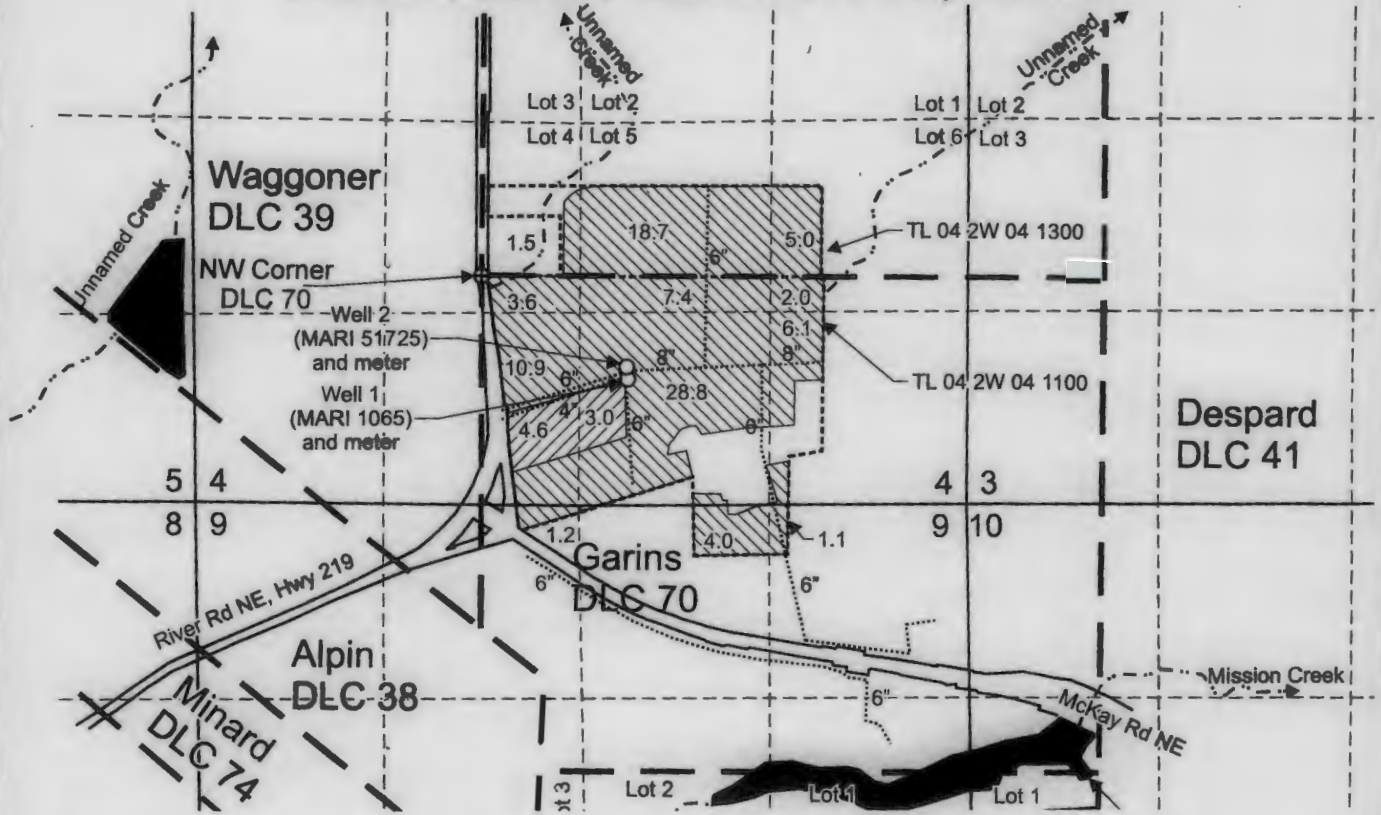 Unnamed
Creek
Unnamed
Creek
Lot 3 Lot 2
Lot 4 Lot 5
Lot 1 Lot 2
Lot 6 Lot 3
Waggoner
DLC 39
Unnamed Creek
1.5
18.7
5.0
6"
TL 04 2W 04 1300
NW Corner
DLC 70
3.6
7.4
2.0
6.1
Well 2
(MARI 51725)
and meter
8"
8"
10.9
6"
28.8
TL 04 2W 04 1100
Well 1
(MARI 1065)
and meter
4"
4.6
3.0
6"
6"
Despard
DLC 41
5 4
8 9
4 3
9 10
1.2
4.0
1.1
Garins
DLC 70
6"
6"
River Rd NE, Hwy 219
Alpin
DLC 38
Minard
DLC 74
6"
Mission Creek
McKay Rd NE
Lot 2
Lot 1
Lot 1